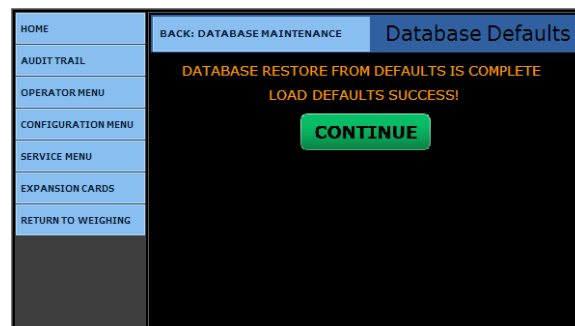 HOME
AUDIT TRAIL
OPERATOR MENU
CONFIGURATION MENU
SERVICE MENU
EXPANSION CARDS
RETURN TO WEIGHING
BACK: DATABASE MAINTENANCE
Database Defaults
DATABASE RESTORE FROM DEFAULTS IS COMPLETE
LOAD DEFAULTS SUCCESS!
CONTINUE